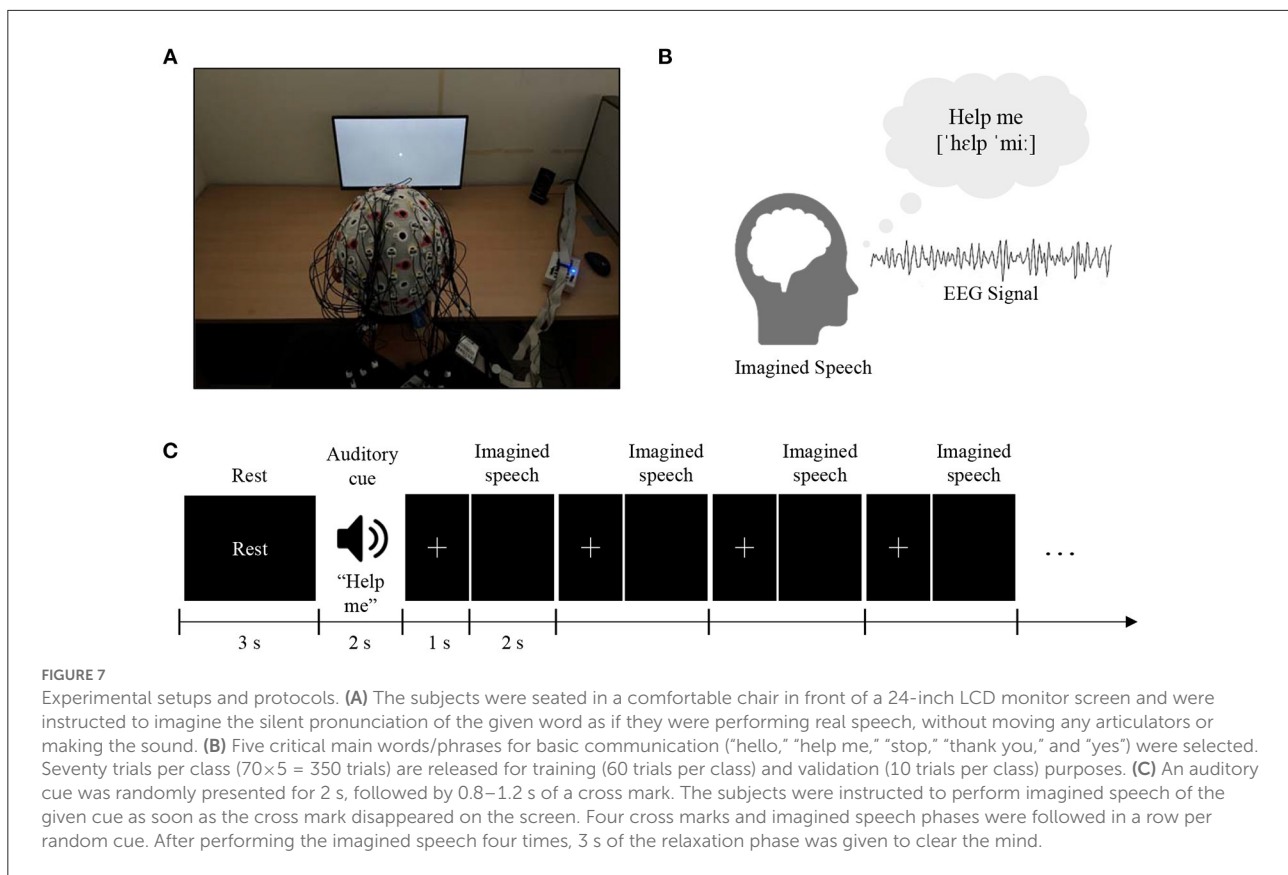 A
B
Help me
[ˈhɛlp ˈmiː]
EEG Signal
Imagined Speech
C
Rest
Auditory
cue
Imagined
speech
Imagined
speech
Imagined
speech
Imagined
speech
Rest
+
+
+
+
...
“Help
me”
3 s
2 s
1 s
2 s
FIGURE 7
Experimental setups and protocols. (A) The subjects were seated in a comfortable chair in front of a 24-inch LCD monitor screen and were
instructed to imagine the silent pronunciation of the given word as if they were performing real speech, without moving any articulators or
making the sound. (B) Five critical main words/phrases for basic communication (“hello,” “help me,” “stop,” “thank you,” and “yes”) were selected.
Seventy trials per class (70×5 = 350 trials) are released for training (60 trials per class) and validation (10 trials per class) purposes. (C) An auditory
cue was randomly presented for 2 s, followed by 0.8–1.2 s of a cross mark. The subjects were instructed to perform imagined speech of the
given cue as soon as the cross mark disappeared on the screen. Four cross marks and imagined speech phases were followed in a row per
random cue. After performing the imagined speech four times, 3 s of the relaxation phase was given to clear the mind.